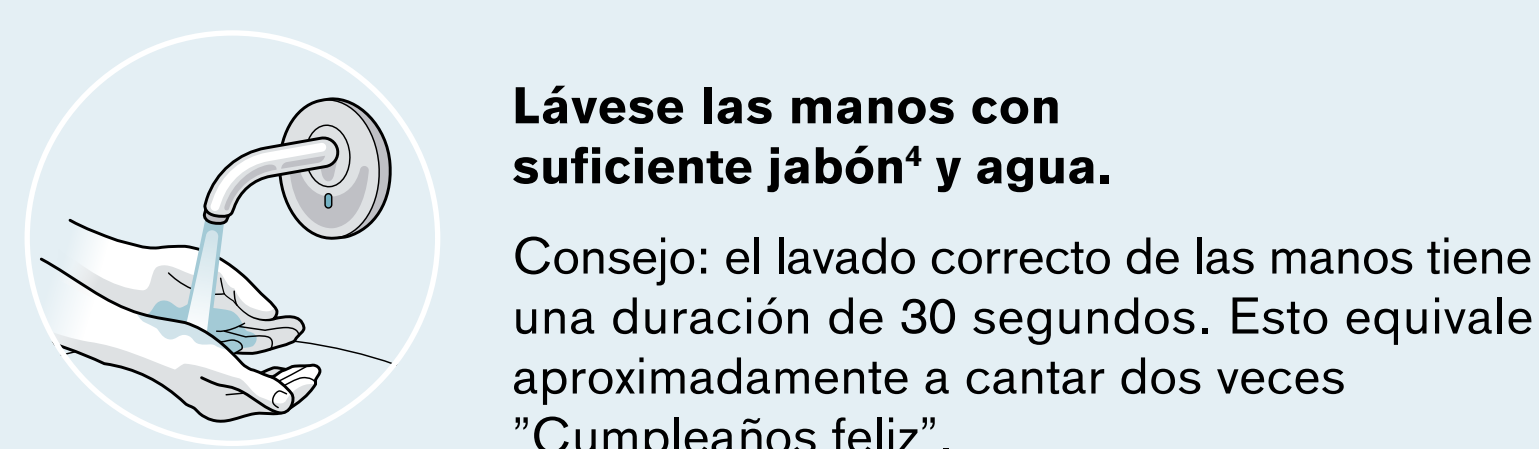 Lávese las manos con
suficiente jabón⁴ y agua.
Consejo: el lavado correcto de las manos tiene
una duración de 30 segundos. Esto equivale
aproximadamente a cantar dos veces
”Cumpleaños feliz”.